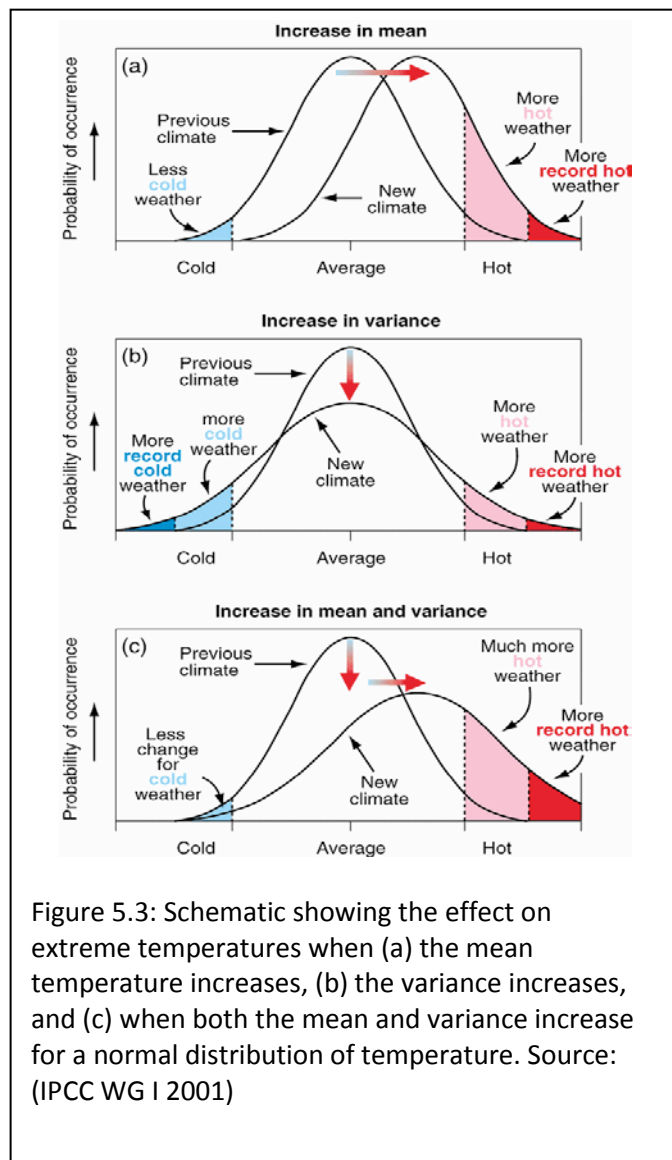 Increase in mean
(a)
Previous
climate
Less
cold
weather
New
climate
More
hot
weather
More
record hot
weather
Probability of occurrence
Cold Average Hot
Increase in variance
(b)
Previous
climate
more
cold
weather
More
record
cold
weather
New
climate
More
hot
weather
More
record hot
weather
Probability of occurrence
Cold Average Hot
Increase in mean and variance
(c)
Previous
climate
Less
change
for
cold
weather
New
climate
Much more
hot
weather
More
record hot
weather
Probability of occurrence
Cold Average Hot
Figure 5.3: Schematic showing the effect on
extreme temperatures when (a) the mean
temperature increases, (b) the variance increases,
and (c) when both the mean and variance increase
for a normal distribution of temperature. Source:
(IPCC WG I 2001)